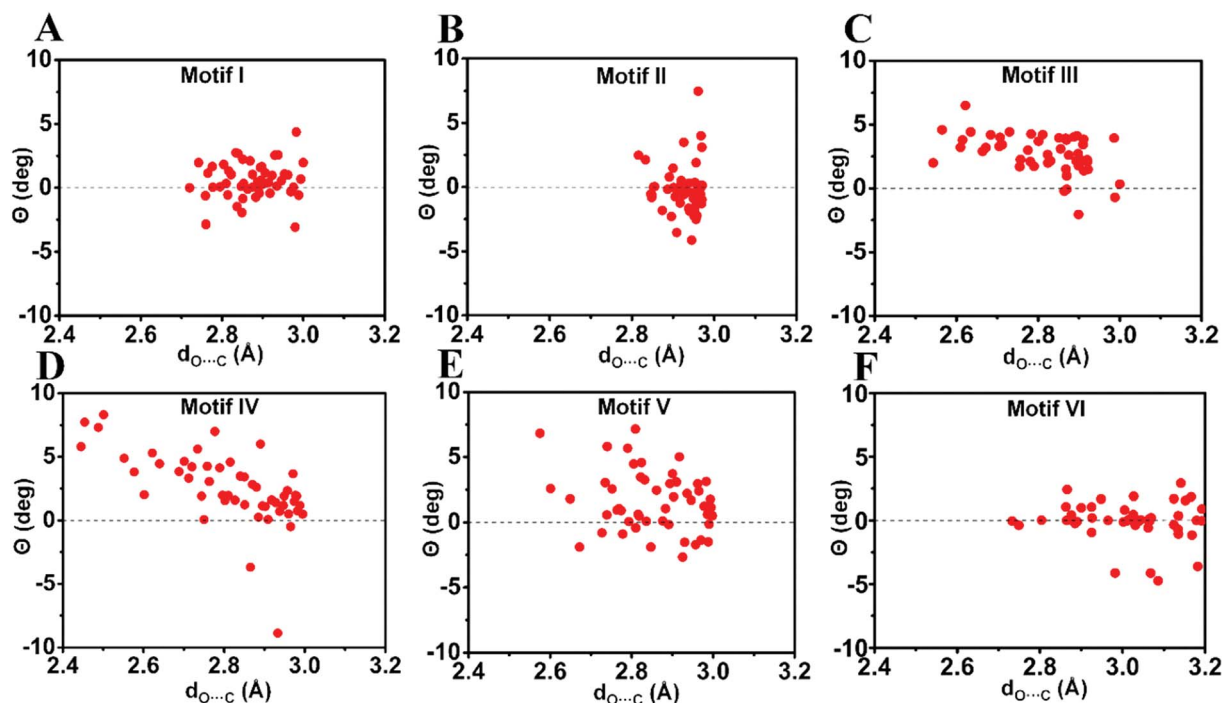 A
B
C
Motif I
Motif II
Motif III
10
5
0
-5
-10
Θ (deg)
2.4 2.6 2.8 3.0 3.2
dO···C (Å)
10
5
0
-5
-10
Θ (deg)
2.4 2.6 2.8 3.0 3.2
dO···C (Å)
10
5
0
-5
-10
Θ (deg)
2.4 2.6 2.8 3.0 3.2
dO···C (Å)
D
E
F
Motif IV
Motif V
Motif VI
10
5
0
-5
-10
Θ (deg)
2.4 2.6 2.8 3.0 3.2
dO···C (Å)
10
5
0
-5
-10
Θ (deg)
2.4 2.6 2.8 3.0 3.2
dO···C (Å)
10
5
0
-5
-10
Θ (deg)
2.4 2.6 2.8 3.0 3.2
dO···C (Å)